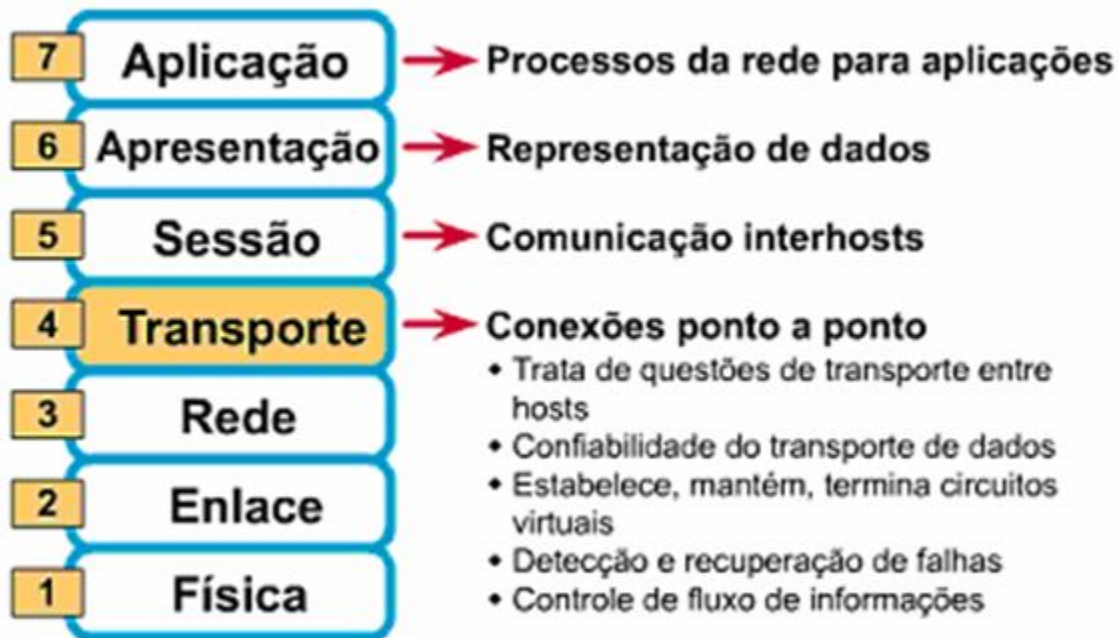 7 Aplicação Processos da rede para aplicações
6 Apresentação Representação de dados
5 Sessão Comunicação interhosts
4 Transporte Conexões ponto a ponto
• Trata de questões de transporte entre
hosts
3 Rede
• Confiabilidade do transporte de dados
• Estabelece, mantém, termina circuitos
virtuais
2 Enlace
• Detecção e recuperação de falhas
• Controle de fluxo de informações
1 Física